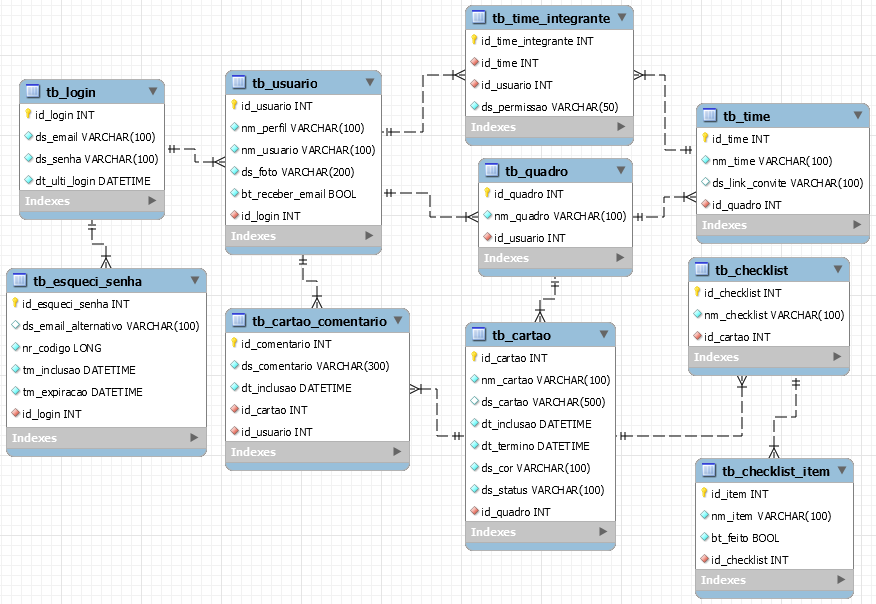 tb_time_integrante
id_time_integrante INT
id_time INT
id_usuario INT
ds_permissao VARCHAR(50)
Indexes
tb_login
id_login INT
ds_email VARCHAR(100)
ds_senha VARCHAR(100)
dt_ulti_login DATETIME
Indexes
tb_usuario
id_usuario INT
nm_perfil VARCHAR(100)
nm_usuario VARCHAR(100)
ds_foto VARCHAR(200)
bt_receber_email BOOL
id_login INT
Indexes
tb_time
id_time INT
nm_time VARCHAR(100)
ds_link_convite VARCHAR(100)
id_quadro INT
Indexes
tb_quadro
id_quadro INT
nm_quadro VARCHAR(100)
id_usuario INT
Indexes
tb_esqueci_senha
id_esqueci_senha INT
ds_email_alternativo VARCHAR(100)
nr_codigo LONG
tm_inclusao DATETIME
tm_expiracao DATETIME
id_login INT
Indexes
tb_cartao_comentario
id_comentario INT
ds_comentario VARCHAR(300)
dt_inclusao DATETIME
id_cartao INT
id_usuario INT
Indexes
tb_cartao
id_cartao INT
nm_cartao VARCHAR(100)
ds_cartao VARCHAR(500)
dt_inclusao DATETIME
dt_termino DATETIME
ds_cor VARCHAR(100)
ds_status VARCHAR(100)
id_quadro INT
Indexes
tb_checklist
id_checklist INT
nm_checklist VARCHAR(100)
id_cartao INT
Indexes
tb_checklist_item
id_item INT
nm_item VARCHAR(100)
bt_feito BOOL
id_checklist INT
Indexes